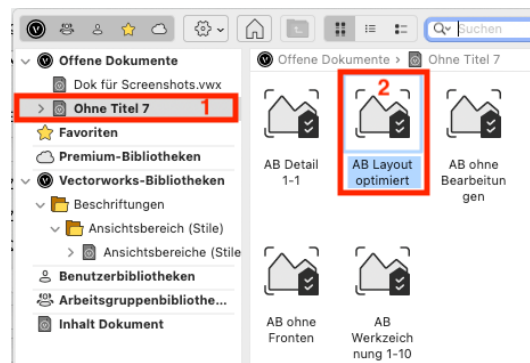 Suchen
Offene Dokumente
Dok für Screenshots.vwx
Ohne Titel 7
1
Favoriten
Premium-Bibliotheken
Vectorworks-Bibliotheken
Beschriftungen
Ansichtsbereich (Stile)
Ansichtsbereiche (Stile
Benutzerbibliotheken
Arbeitsgruppenbibliothe...
Inhalt Dokument
Offene Dokumente › Ohne Titel 7
2
AB Detail
1-1
AB Layout
optimiert
AB ohne
Bearbeitun
gen
AB ohne
Fronten
AB
Werkzeich
nung 1-10